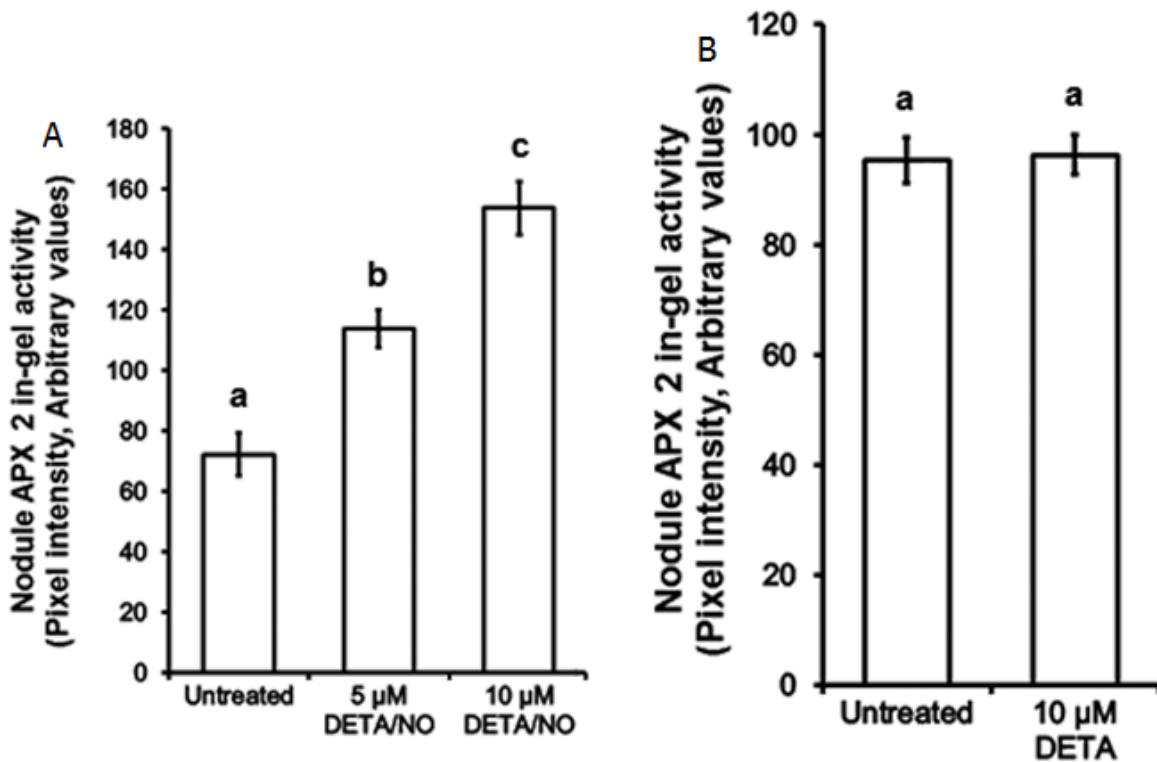 A
Nodule APX 2 in-gel activity
(Pixel intensity, Arbitrary values)
180
160
140
120
100
80
60
40
20
0
a
b
c
Untreated
5 µM
DETA/NO
10 µM
DETA/NO
B
Nodule APX 2 in-gel activity
(Pixel intensity, Arbitrary values)
120
100
80
60
40
20
0
a
a
Untreated
10 µM
DETA